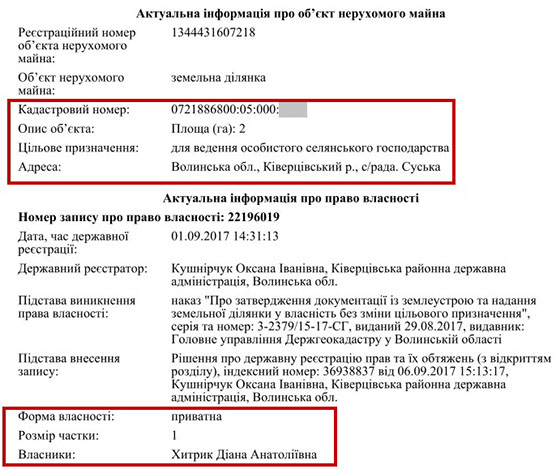 Актуальна інформація про об’єкт нерухомого майна
Реєстраційний номер 1344431607218
об’єкта нерухомого
майна:
Об’єкт нерухомого земельна ділянка
майна:
Кадастровий номер: 0721886800:05:000:
Опис об’єкта: Площа (га): 2
Цільове призначення: для ведення особистого селянського господарства
Адреса: Волинська обл., Ківерцівський р., с/рада. Суська
Актуальна інформація про право власності
Номер запису про право власності: 22196019
Дата, час державної 01.09.2017 14:31:13
реєстрації:
Державний реєстратор: Кушнірчук Оксана Іванівна, Ківерцівська районна державна
адміністрація, Волинська обл.
Підстава виникнення наказ "Про затвердження документації із землеустрою та надання
права власності: земельної ділянки у власність без зміни цільового призначення",
серія та номер: 3-2379/15-17-СГ, виданий 29.08.2017, видавник:
Головне управління Держгеокадастру у Волинській області
Підстава внесення Рішення про державну реєстрацію прав та їх обтяжень (з відкриттям
запису: розділу), індексний номер: 36938837 від 06.09.2017 15:13:17,
Кушнірчук Оксана Іванівна, Ківерцівська районна державна
адміністрація, Волинська обл.
Форма власності: приватна
Розмір частки: 1
Власники: Хитрик Діана Анатоліївна